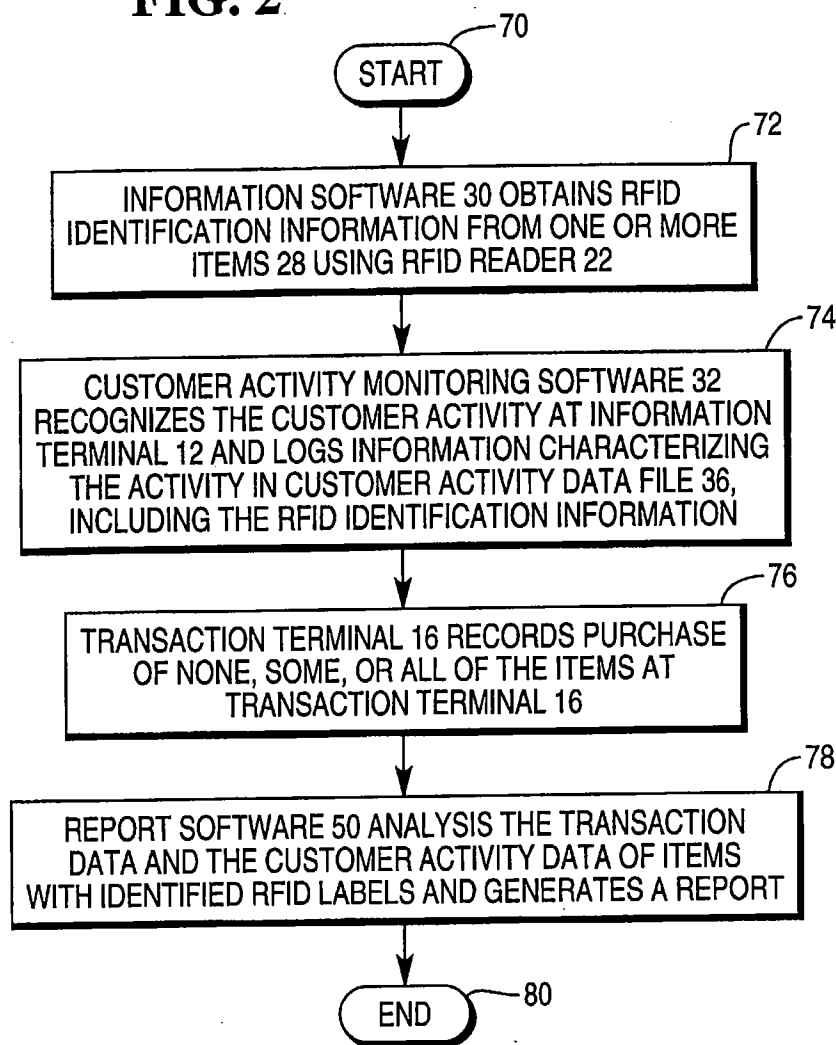 FIG. 2
70
START
72
INFORMATION SOFTWARE 30 OBTAINS RFID
IDENTIFICATION INFORMATION FROM ONE OR MORE
ITEMS 28 USING RFID READER 22
74
CUSTOMER ACTIVITY MONITORING SOFTWARE 32
RECOGNIZES THE CUSTOMER ACTIVITY AT INFORMATION
TERMINAL 12 AND LOGS INFORMATION CHARACTERIZING
THE ACTIVITY IN CUSTOMER ACTIVITY DATA FILE 36,
INCLUDING THE RFID IDENTIFICATION INFORMATION
76
TRANSACTION TERMINAL 16 RECORDS PURCHASE
OF NONE, SOME, OR ALL OF THE ITEMS AT
TRANSACTION TERMINAL 16
78
REPORT SOFTWARE 50 ANALYSIS THE TRANSACTION
DATA AND THE CUSTOMER ACTIVITY DATA OF ITEMS
WITH IDENTIFIED RFID LABELS AND GENERATES A REPORT
END
80